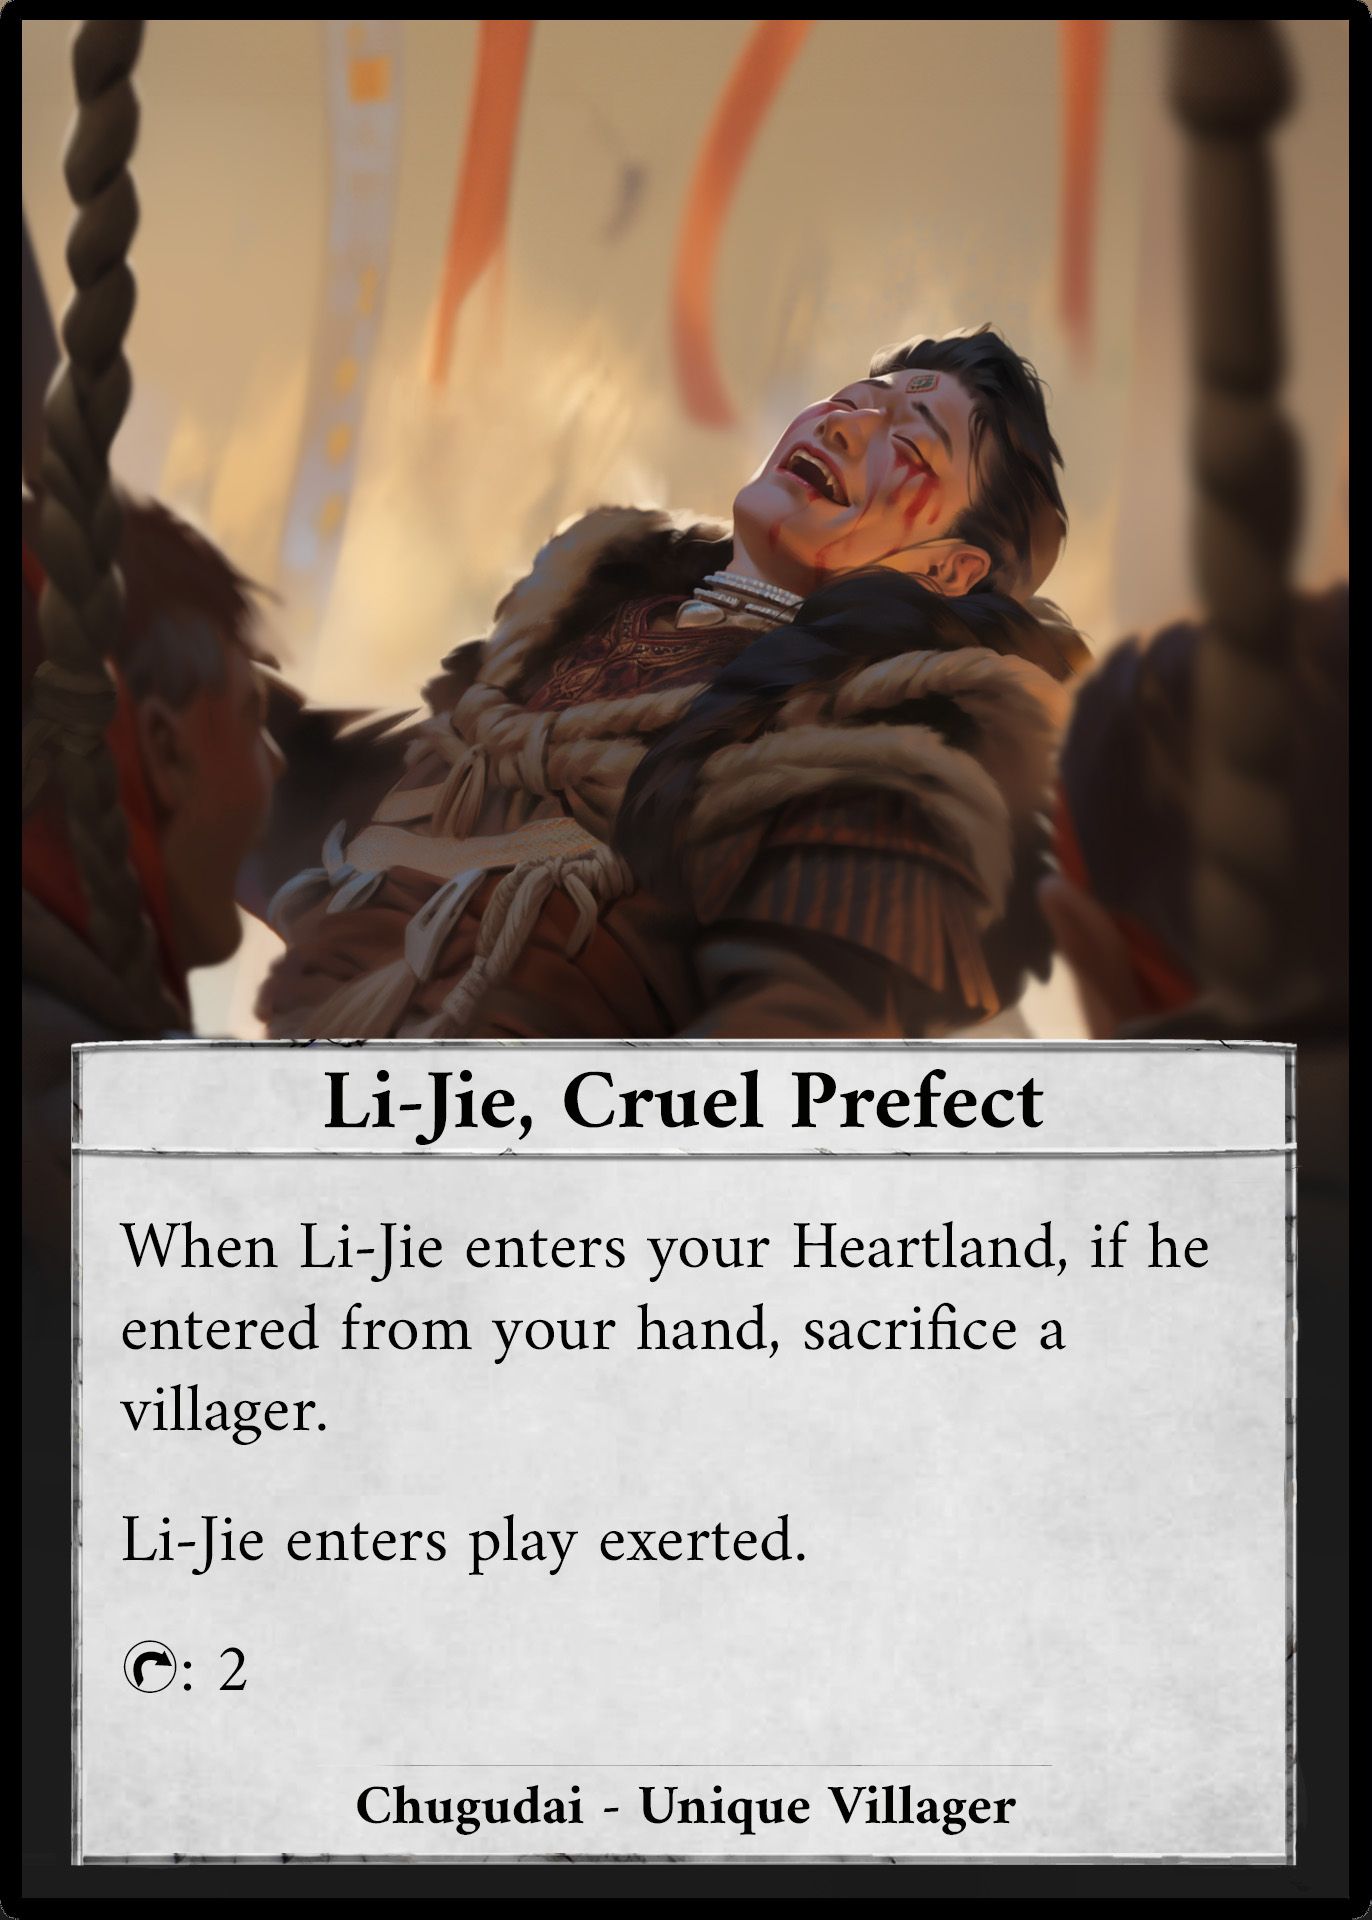 Li-Jie, Cruel Prefect
When Li-Jie enters your Heartland, if he
entered from your hand, sacrifice a
villager.
Li-Jie enters play exerted.
: 2
Chugudai - Unique Villager